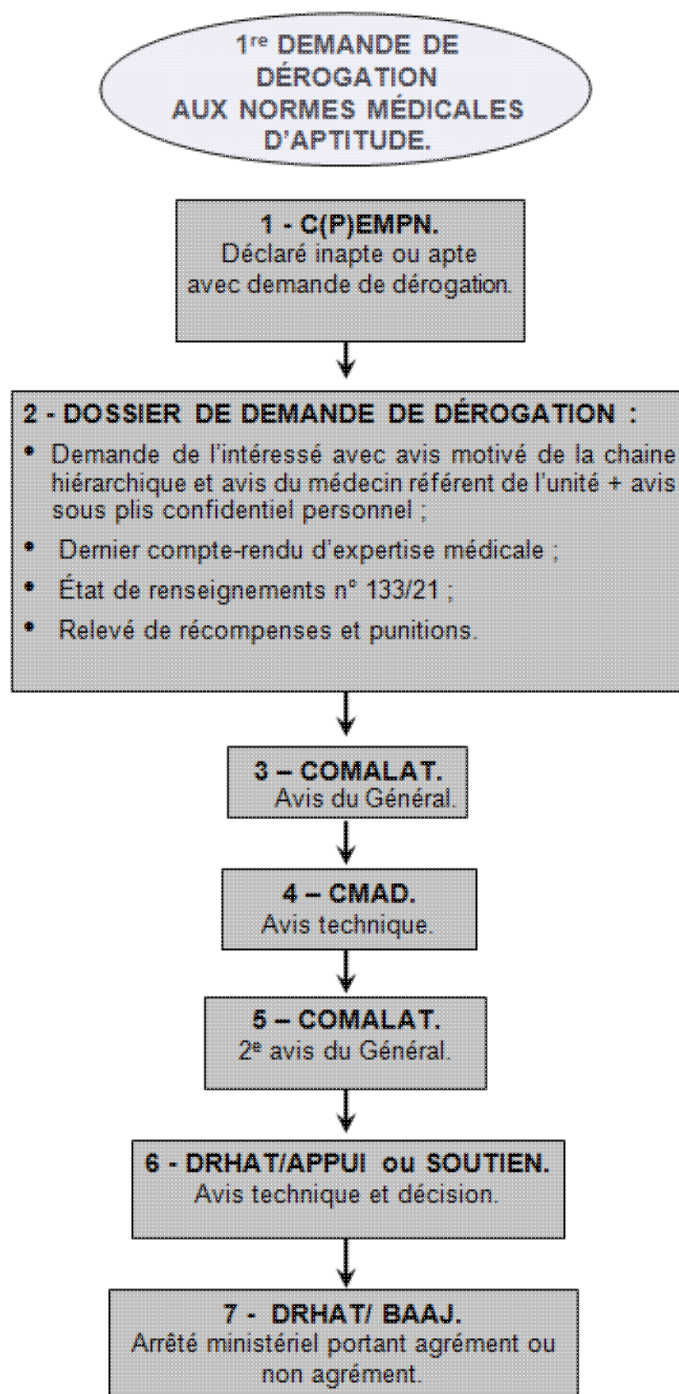 1re DEMANDE DE
DÉROGATION
AUX NORMES MÉDICALES
D'APTITUDE.
1 - C(P)EMPN.
Déclaré inapte ou apte
avec demande de dérogation.
2 - DOSSIER DE DEMANDE DE DÉROGATION :
• Demande de l'intéressé avec avis motivé de la chaine
hiérarchique et avis du médecin référent de l'unité + avis
sous plis confidentiel personnel ;
• Dernier compte-rendu d'expertise médicale ;
• État de renseignements n° 133/21 ;
• Relevé de récompenses et punitions.
3 – COMALAT.
Avis du Général.
4 – CMAD.
Avis technique.
5 – COMALAT.
2e avis du Général.
6 - DRHAT/APPUI ou SOUTIEN.
Avis technique et décision.
7 - DRHAT/ BAAJ.
Arrêté ministériel portant agrément ou
non agrément.